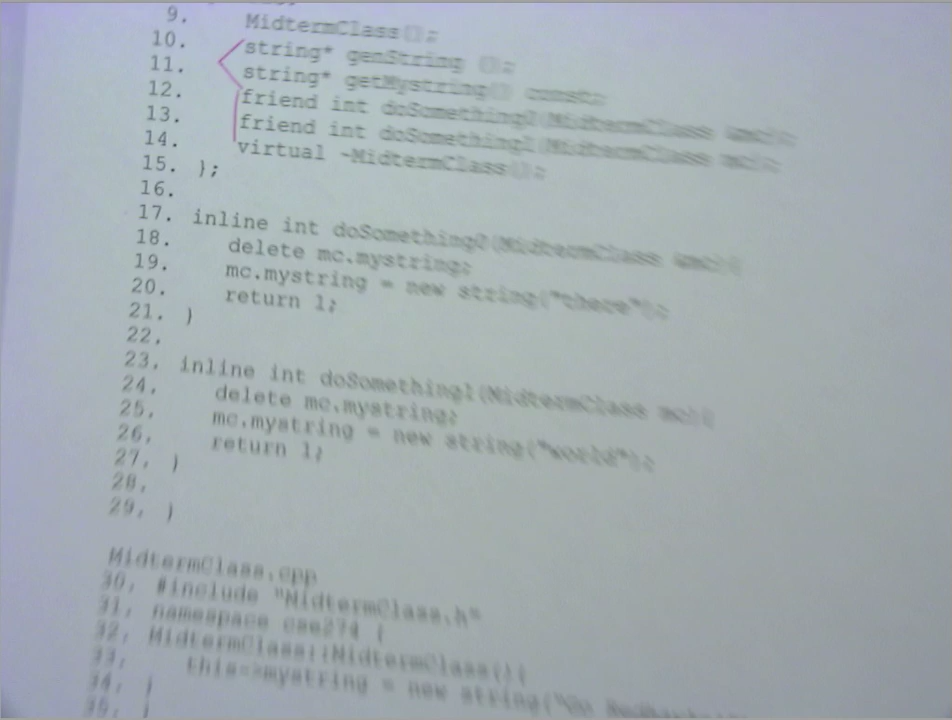 9. MidtermClass();
10. string* genString ();
11. string* getMystring() const;
12. friend int doSomething2(MidtermClass &mc);
13. friend int doSomething1(MidtermClass mc);
14. virtual ~MidtermClass();
15. };
16.
17. inline int doSomething2(MidtermClass &mc){
18. delete mc.mystring;
19. mc.mystring = new string("there");
20. return 1;
21. }
22.
23. inline int doSomething1(MidtermClass mc){
24. delete mc.mystring;
25. mc.mystring = new string("world");
26. return 1;
27. }
28.
29. }
MidtermClass.cpp
30. #include "MidtermClass.h"
31. namespace cse274 {
32. MidtermClass::MidtermClass(){
33. this->mystring = new string("Go
34. }
35. }